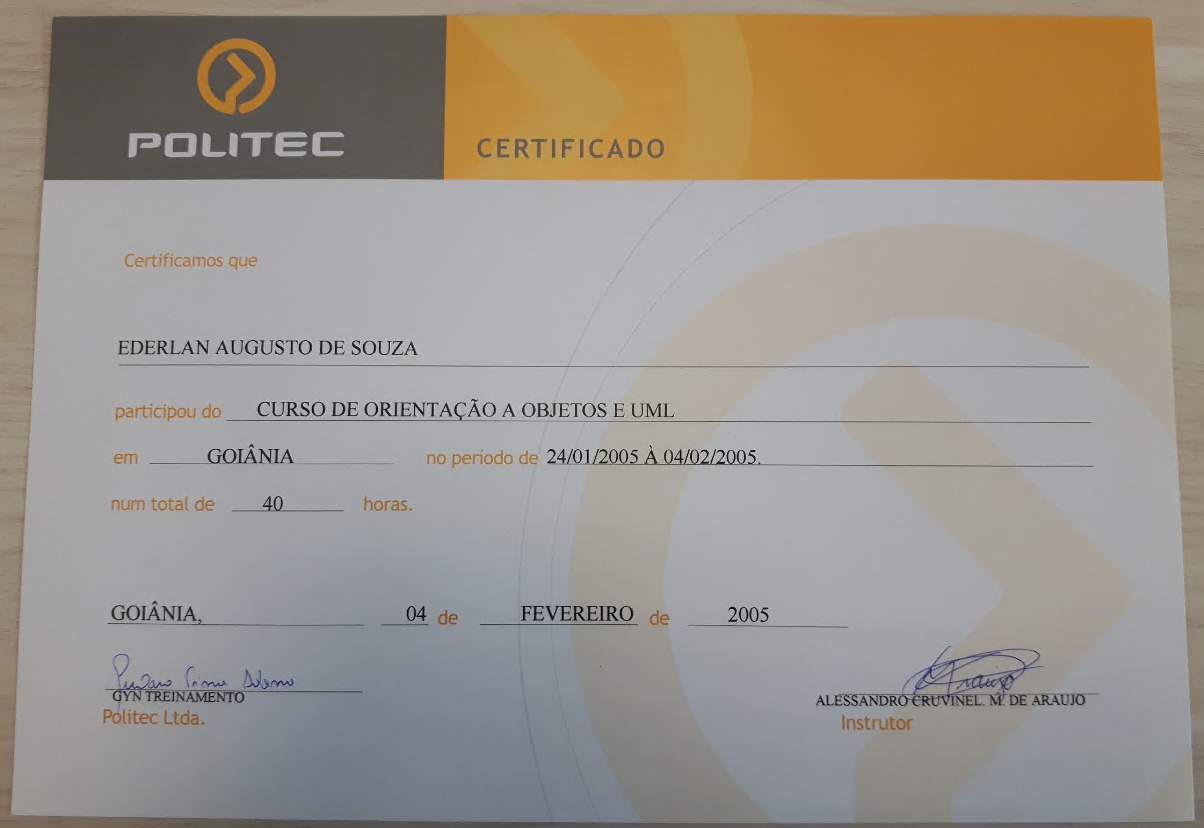 POLITEC
CERTIFICADO
Certificamos que
EDERLAN AUGUSTO DE SOUZA
participou do CURSO DE ORIENTAÇÃO A OBJETOS E UML
em GOIÂNIA no período de 24/01/2005 À 04/02/2005.
num total de 40 horas.
GOIÂNIA, 04 de FEVEREIRO de 2005
GYN TREINAMENTO
Politec Ltda.
ALESSANDRO CRUVINEL. M. DE ARAUJO
Instrutor